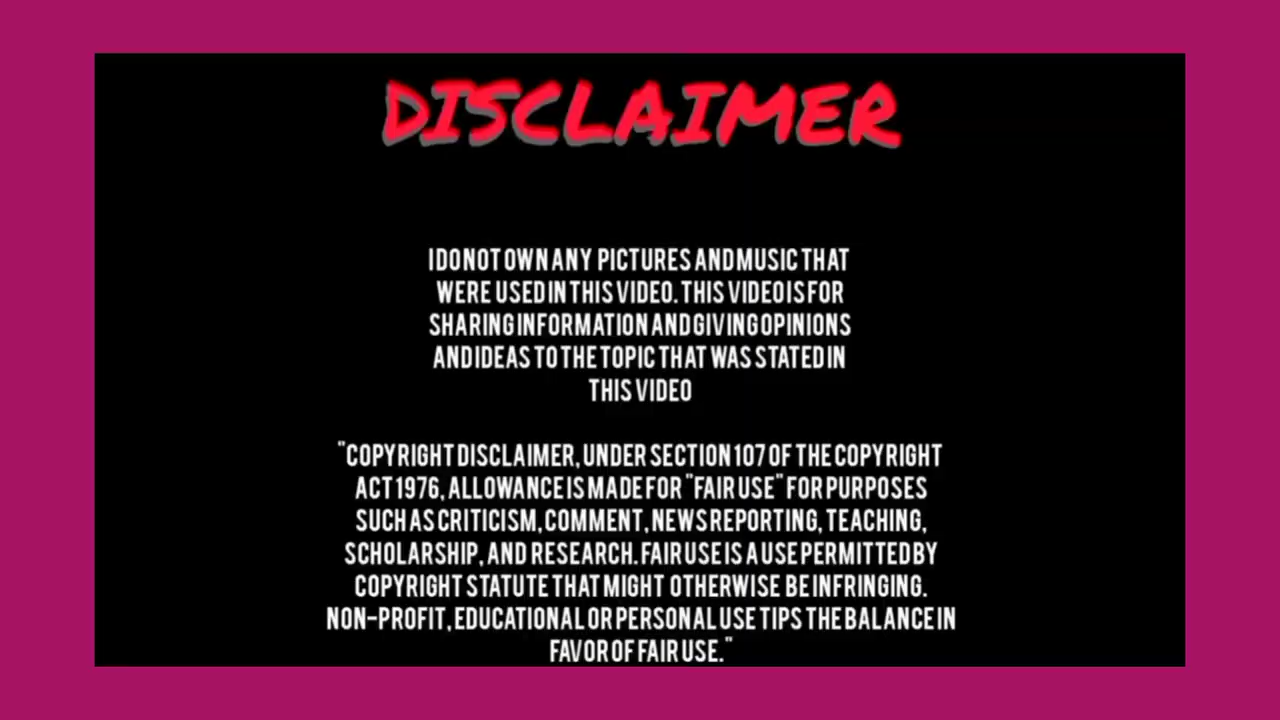 DISCLAIMER
I DO NOT OWN ANY PICTURES AND MUSIC THAT
WERE USED IN THIS VIDEO. THIS VIDEO IS FOR
SHARING INFORMATION AND GIVING OPINIONS
AND IDEAS TO THE TOPIC THAT WAS STATED IN
THIS VIDEO
"COPYRIGHT DISCLAIMER, UNDER SECTION 107 OF THE COPYRIGHT
ACT 1976, ALLOWANCE IS MADE FOR "FAIR USE" FOR PURPOSES
SUCH AS CRITICISM, COMMENT, NEWS REPORTING, TEACHING,
SCHOLARSHIP, AND RESEARCH. FAIR USE IS A USE PERMITTED BY
COPYRIGHT STATUTE THAT MIGHT OTHERWISE BE INFRINGING.
NON-PROFIT, EDUCATIONAL OR PERSONAL USE TIPS THE BALANCE IN
FAVOR OF FAIR USE."